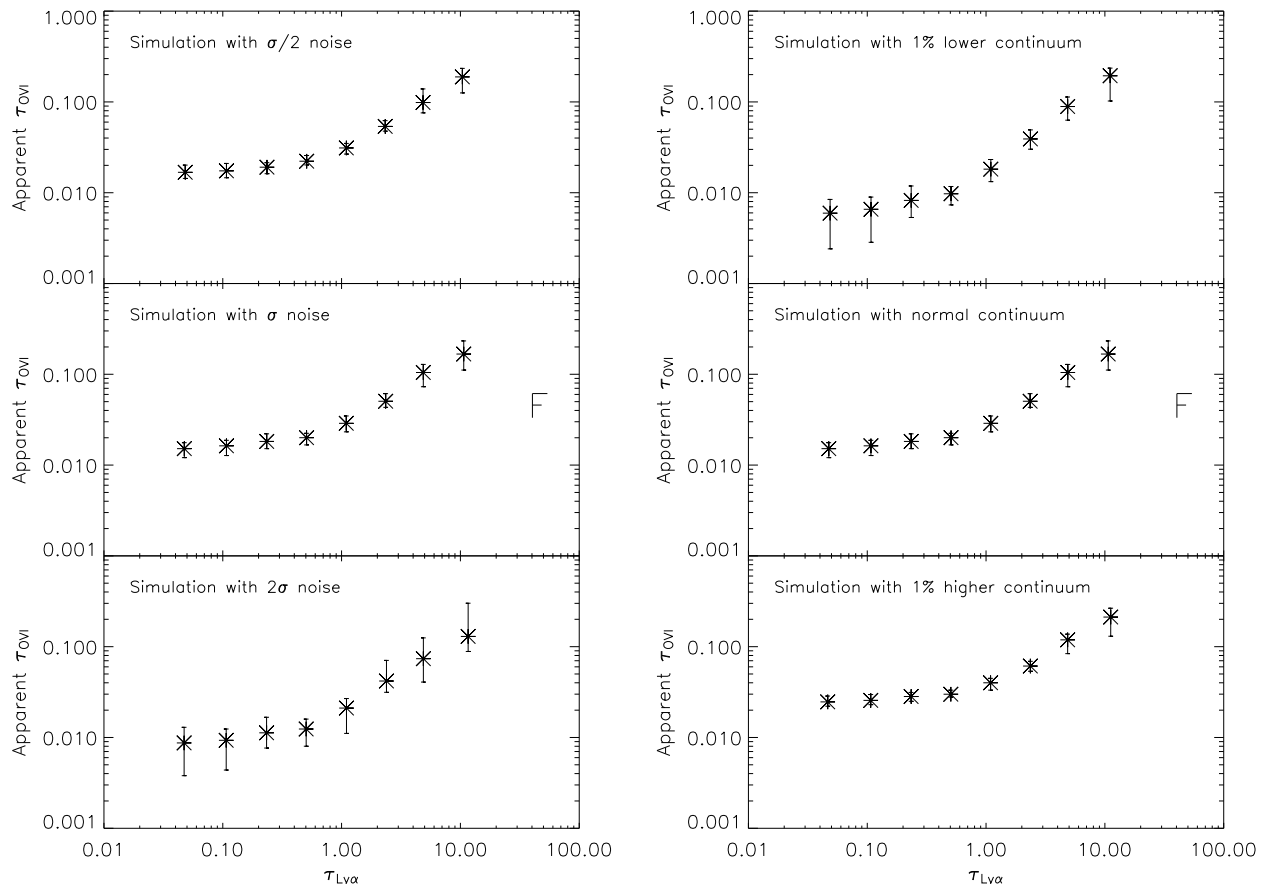 1.000
Simulation with σ/2 noise
0.100
0.010
0.001
Apparent τOVI
Simulation with σ noise
0.100
0.010
0.001
Apparent τOVI
F
Simulation with 2σ noise
0.100
0.010
0.001
Apparent τOVI
0.01 0.10 1.00 10.00 100.00
τLyα
1.000
Simulation with 1% lower continuum
0.100
0.010
0.001
Apparent τOVI
Simulation with normal continuum
0.100
0.010
0.001
Apparent τOVI
F
Simulation with 1% higher continuum
0.100
0.010
0.001
Apparent τOVI
0.01 0.10 1.00 10.00 100.00
τLyα